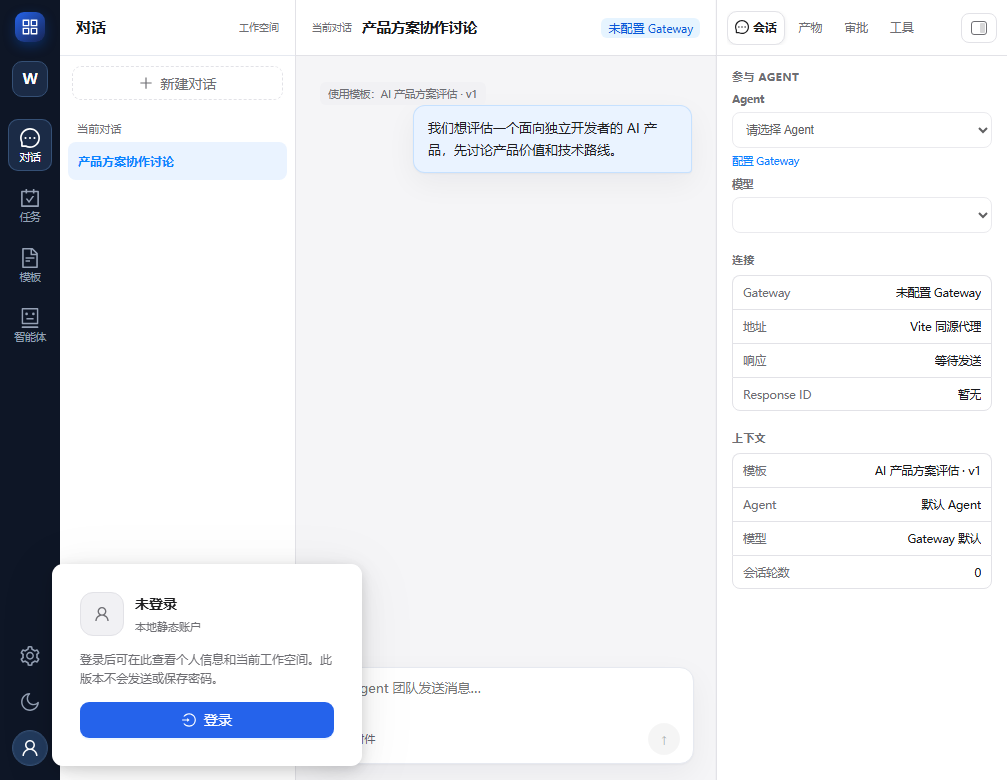 W
对话
任务
模板
智能体
对话
工作空间
新建对话
当前对话
产品方案协作讨论
当前对话
产品方案协作讨论
未配置 Gateway
使用模板：AI 产品方案评估 · v1
我们想评估一个面向独立开发者的 AI 产
品，先讨论产品价值和技术路线。
会话
产物
审批
工具
参与 AGENT
Agent
请选择 Agent
配置 Gateway
模型
连接
Gateway
未配置 Gateway
地址
Vite 同源代理
响应
等待发送
Response ID
暂无
上下文
模板
AI 产品方案评估 · v1
Agent
默认 Agent
模型
Gateway 默认
会话轮数
0
未登录
本地静态账户
登录后可在此查看个人信息和当前工作空间。此
版本不会发送或保存密码。
登录
gent 团队发送消息...
件
↑